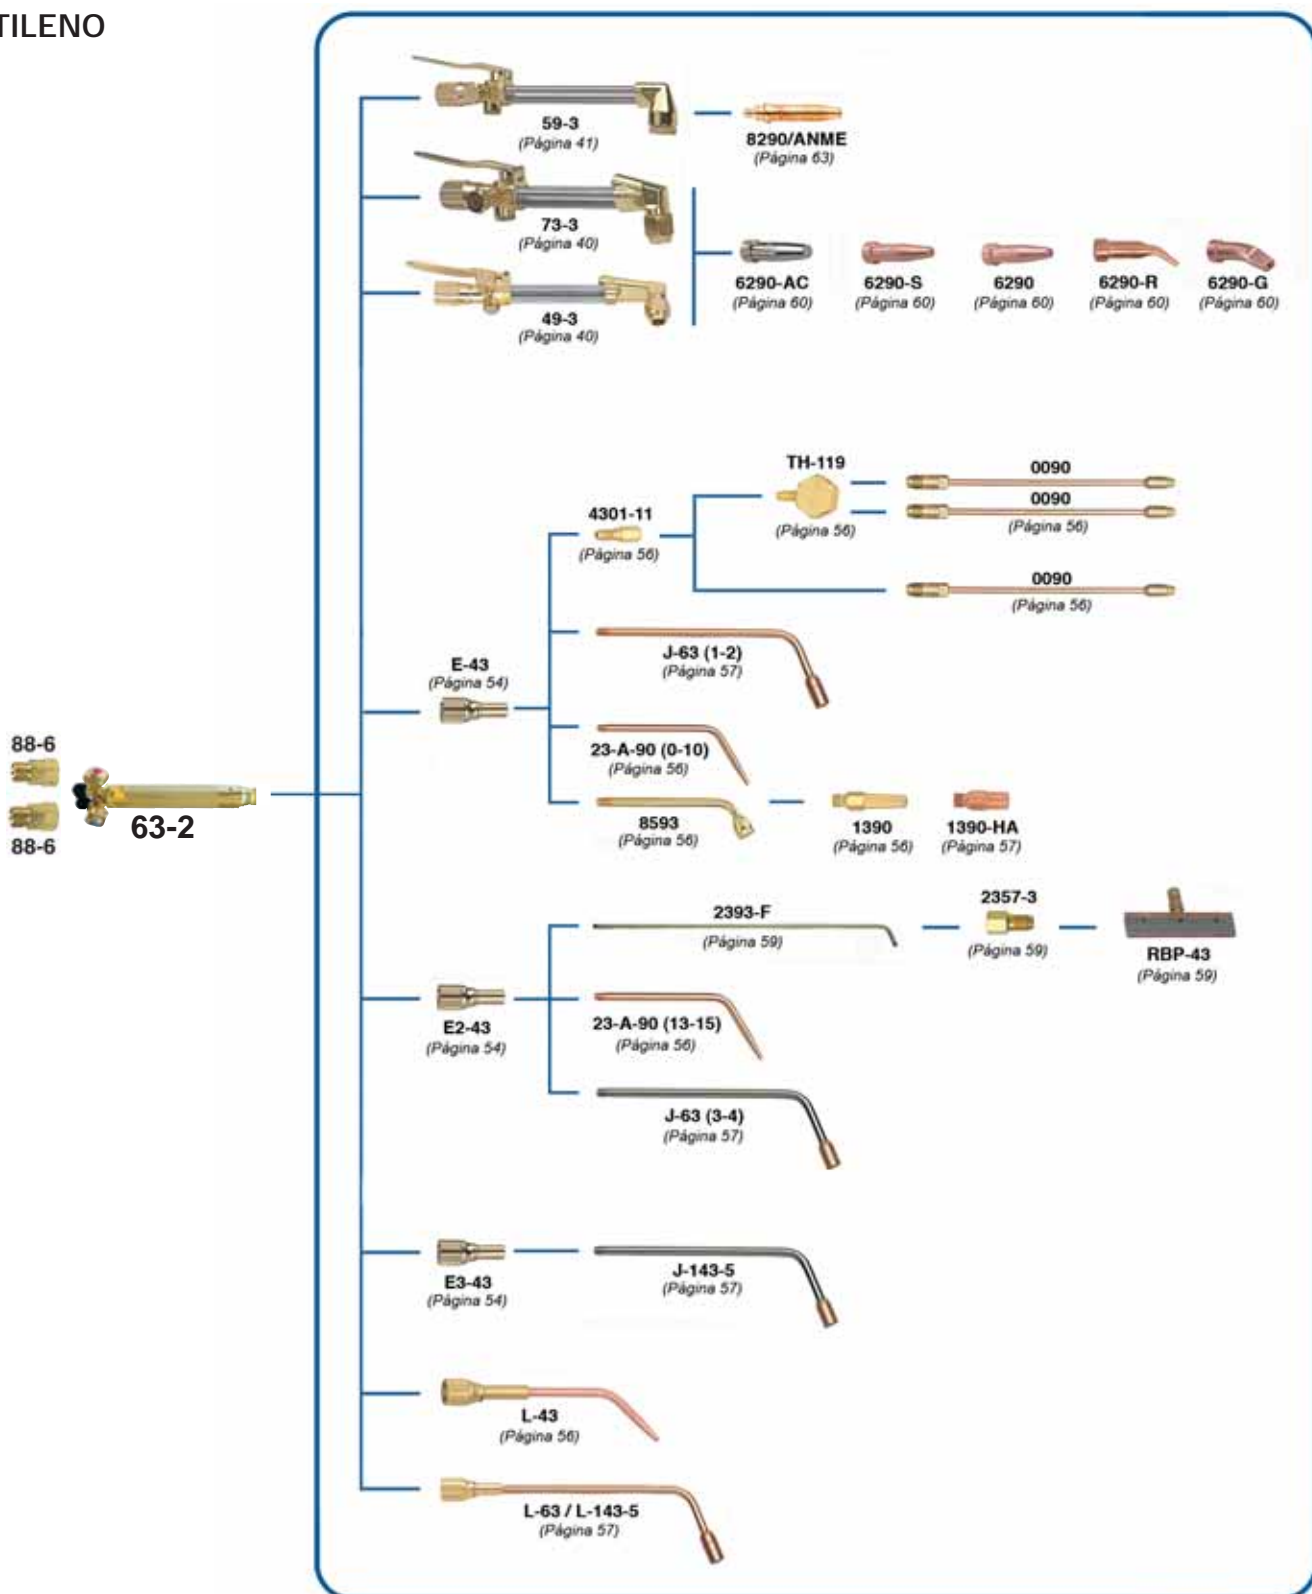 TILENO
59-3
(Página 41)
8290/ANME
(Página 63)
73-3
(Página 40)
49-3
(Página 40)
6290-AC
(Página 60)
6290-S
(Página 60)
6290
(Página 60)
6290-R
(Página 60)
6290-G
(Página 60)
TH-119
(Página 56)
0090
0090
(Página 56)
4301-11
(Página 56)
0090
(Página 56)
J-63 (1-2)
(Página 57)
E-43
(Página 54)
23-A-90 (0-10)
(Página 56)
88-6
63-2
88-6
8593
(Página 56)
1390
(Página 56)
1390-HA
(Página 57)
2393-F
(Página 59)
2357-3
(Página 59)
RBP-43
(Página 59)
E2-43
(Página 54)
23-A-90 (13-15)
(Página 56)
J-63 (3-4)
(Página 57)
E3-43
(Página 54)
J-143-5
(Página 57)
L-43
(Página 56)
L-63 / L-143-5
(Página 57)